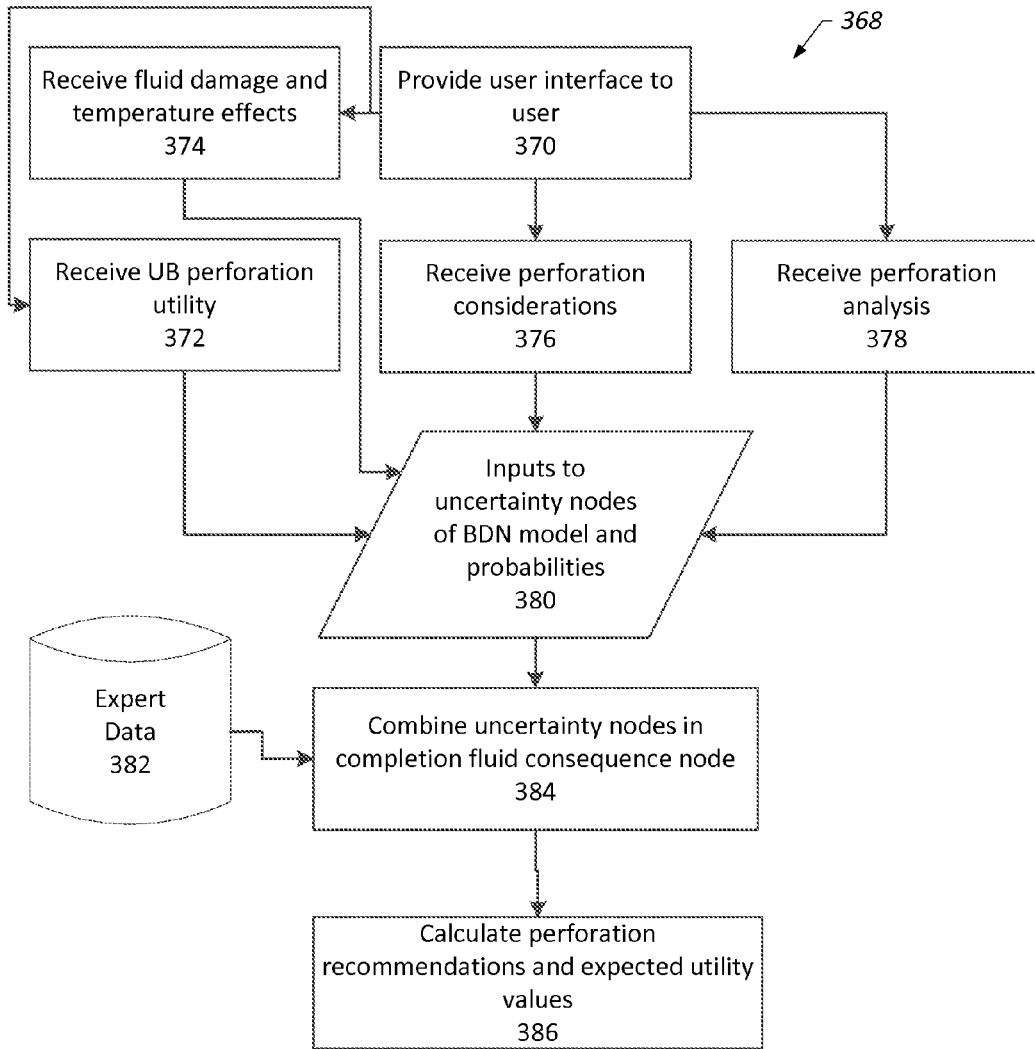 368
Receive fluid damage and
temperature effects
374
Provide user interface to
user
370
Receive UB perforation
utility
372
Receive perforation
considerations
376
Receive perforation
analysis
378
Inputs to
uncertainty nodes
of BDN model and
probabilities
380
Expert
Data
382
Combine uncertainty nodes in
completion fluid consequence node
384
Calculate perforation
recommendations and expected utility
values
386